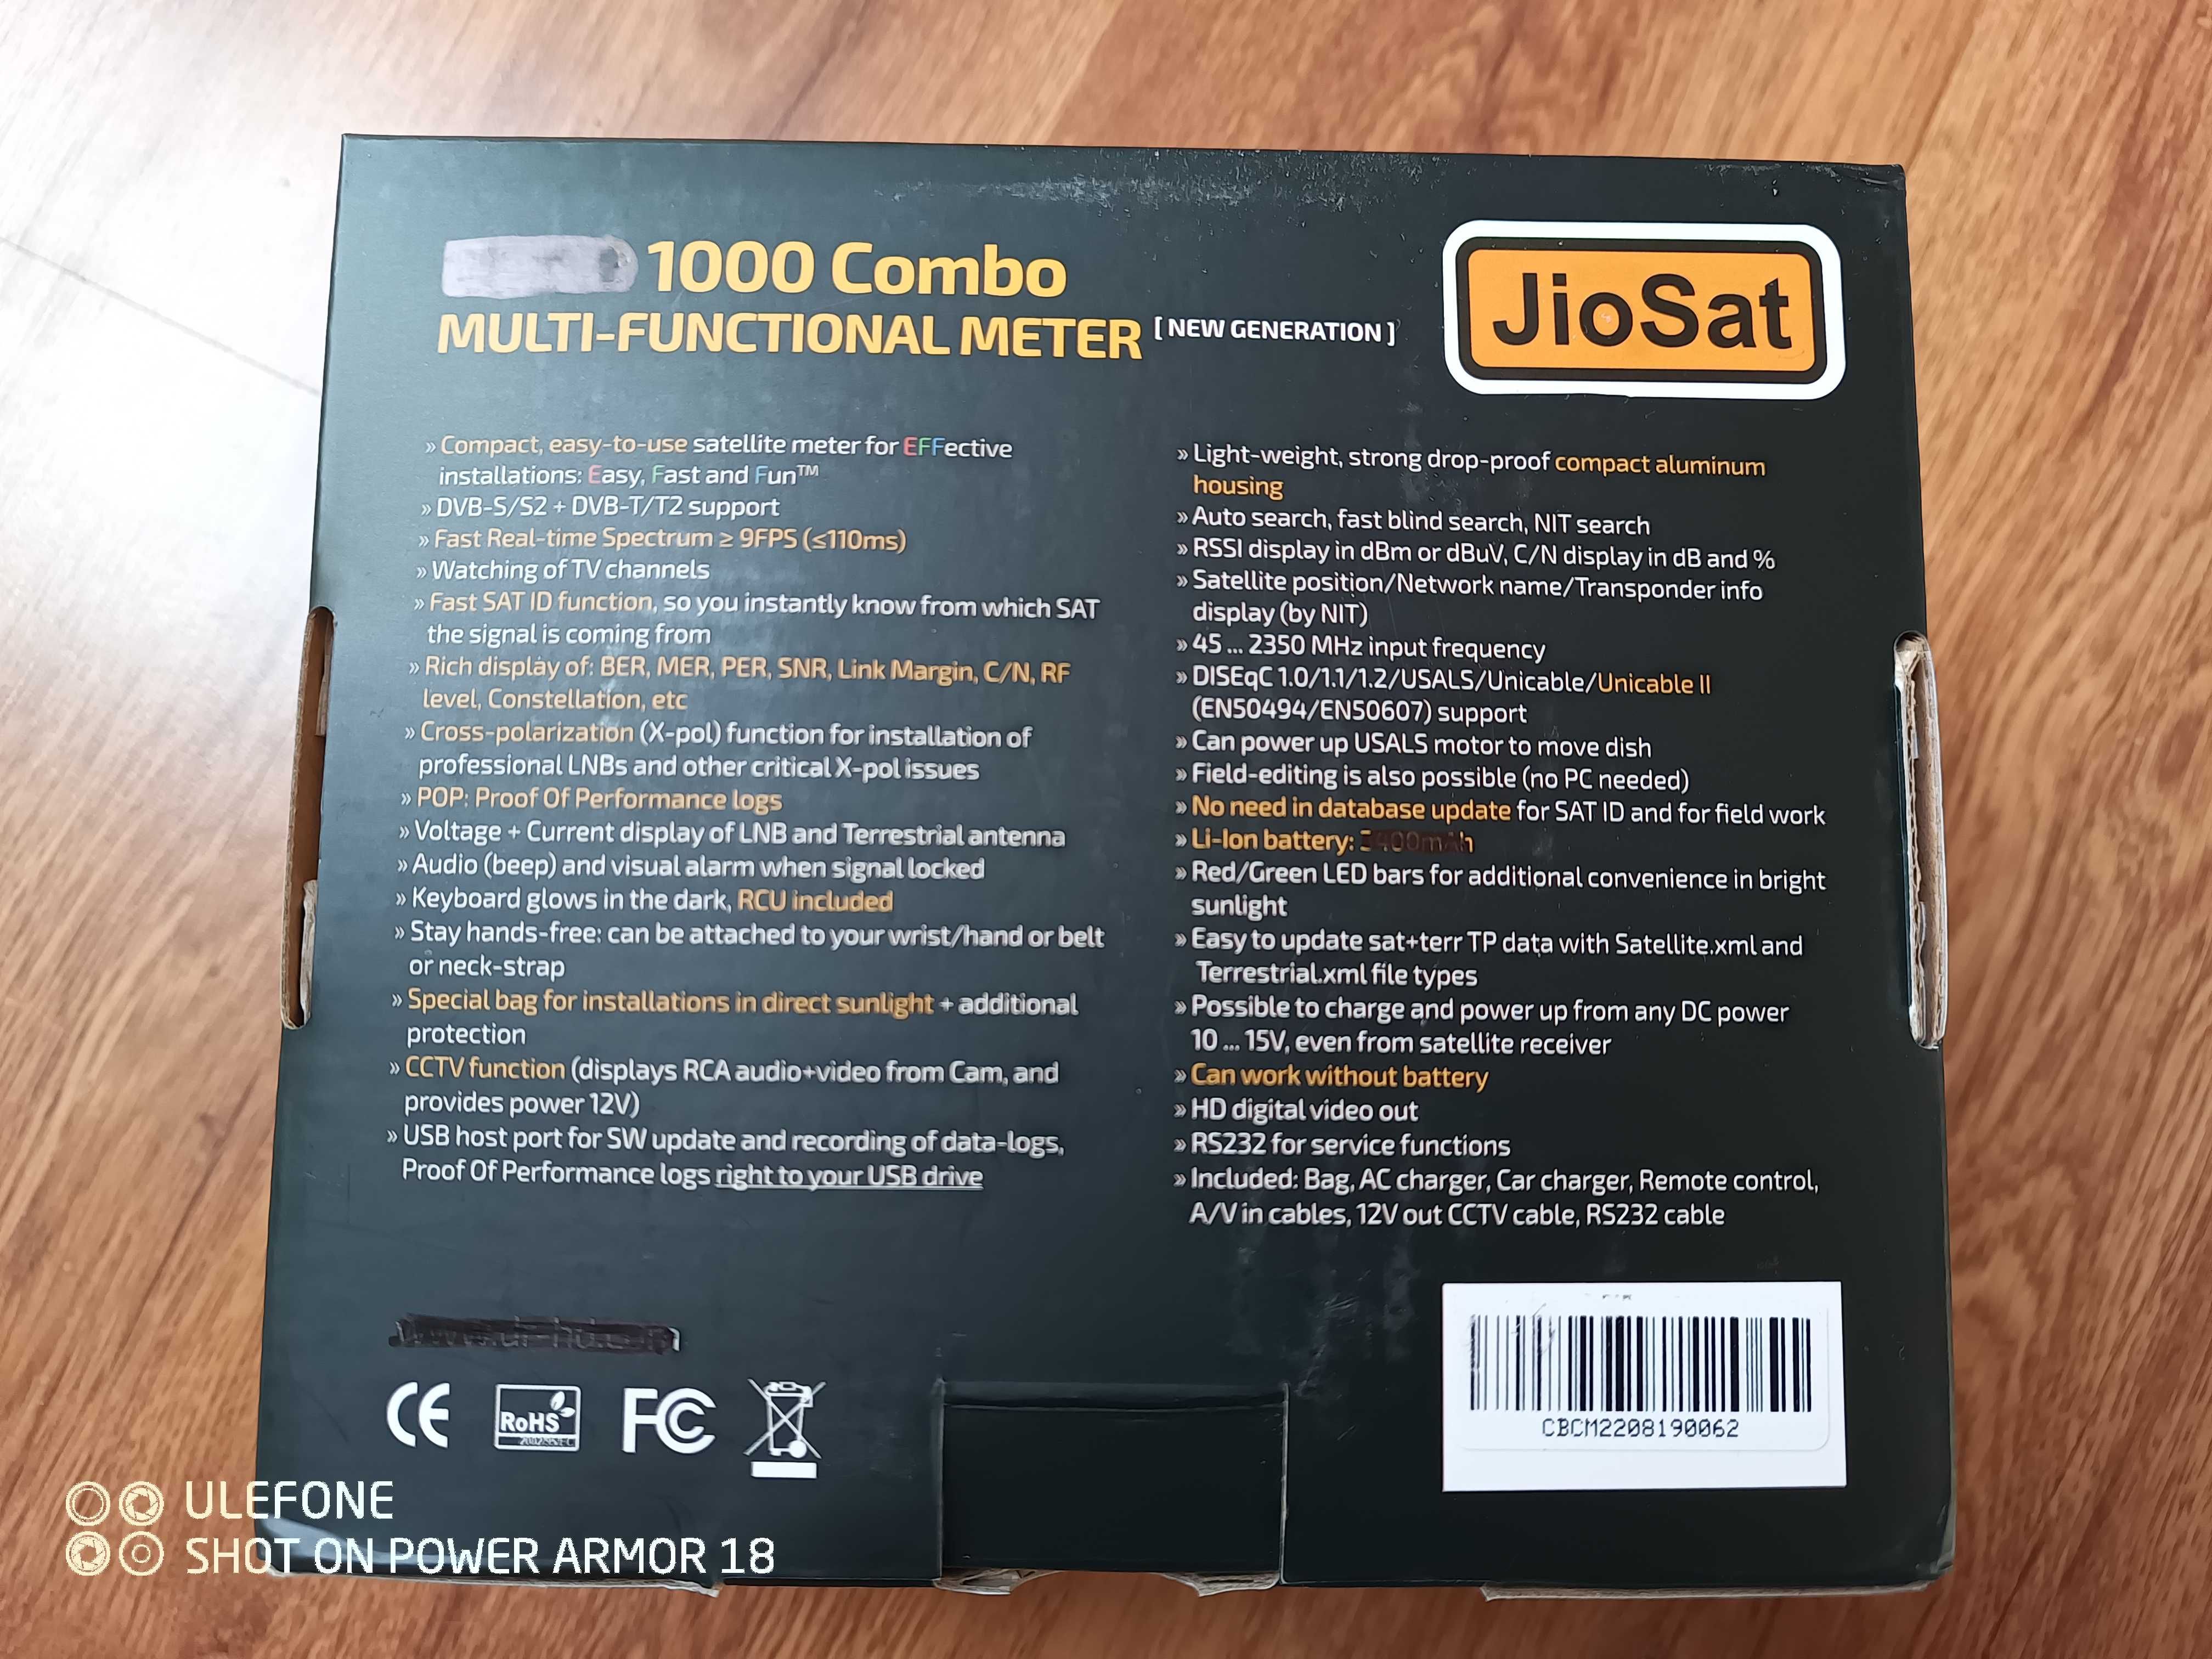 1000 Combo
MULTI-FUNCTIONAL METER [ NEW GENERATION ]
JioSat
» Compact, easy-to-use satellite meter for EFFective
installations: Easy, Fast and Fun™
» DVB-S/S2 + DVB-T/T2 support
» Fast Real-time Spectrum ≥ 9FPS (≤110ms)
» Watching of TV channels
» Fast SAT ID function, so you instantly know from which SAT
the signal is coming from
» Rich display of: BER, MER, PER, SNR, Link Margin, C/N, RF
level, Constellation, etc
» Cross-polarization (X-pol) function for installation of
professional LNBs and other critical X-pol issues
» POP: Proof Of Performance logs
» Voltage + Current display of LNB and Terrestrial antenna
» Audio (beep) and visual alarm when signal locked
» Keyboard glows in the dark, RCU included
» Stay hands-free: can be attached to your wrist/hand or belt
or neck-strap
» Special bag for installations in direct sunlight + additional
protection
» CCTV function (displays RCA audio+video from Cam, and
provides power 12V)
» USB host port for SW update and recording of data-logs,
Proof Of Performance logs right to your USB drive
» Light-weight, strong drop-proof compact aluminum
housing
» Auto search, fast blind search, NIT search
» RSSI display in dBm or dBuV, C/N display in dB and %
» Satellite position/Network name/Transponder info
display (by NIT)
» 45 ... 2350 MHz input frequency
» DISEqC 1.0/1.1/1.2/USALS/Unicable/Unicable II
(EN50494/EN50607) support
» Can power up USALS motor to move dish
» Field-editing is also possible (no PC needed)
» No need in database update for SAT ID and for field work
» Li-Ion battery:
» Red/Green LED bars for additional convenience in bright
sunlight
» Easy to update sat+terr TP data with Satellite.xml and
Terrestrial.xml file types
» Possible to charge and power up from any DC power
10 ... 15V, even from satellite receiver
» Can work without battery
» HD digital video out
» RS232 for service functions
» Included: Bag, AC charger, Car charger, Remote control,
A/V in cables, 12V out CCTV cable, RS232 cable
CE RoHS FC
CBCM2208190062
ULEFONE
SHOT ON POWER ARMOR 18